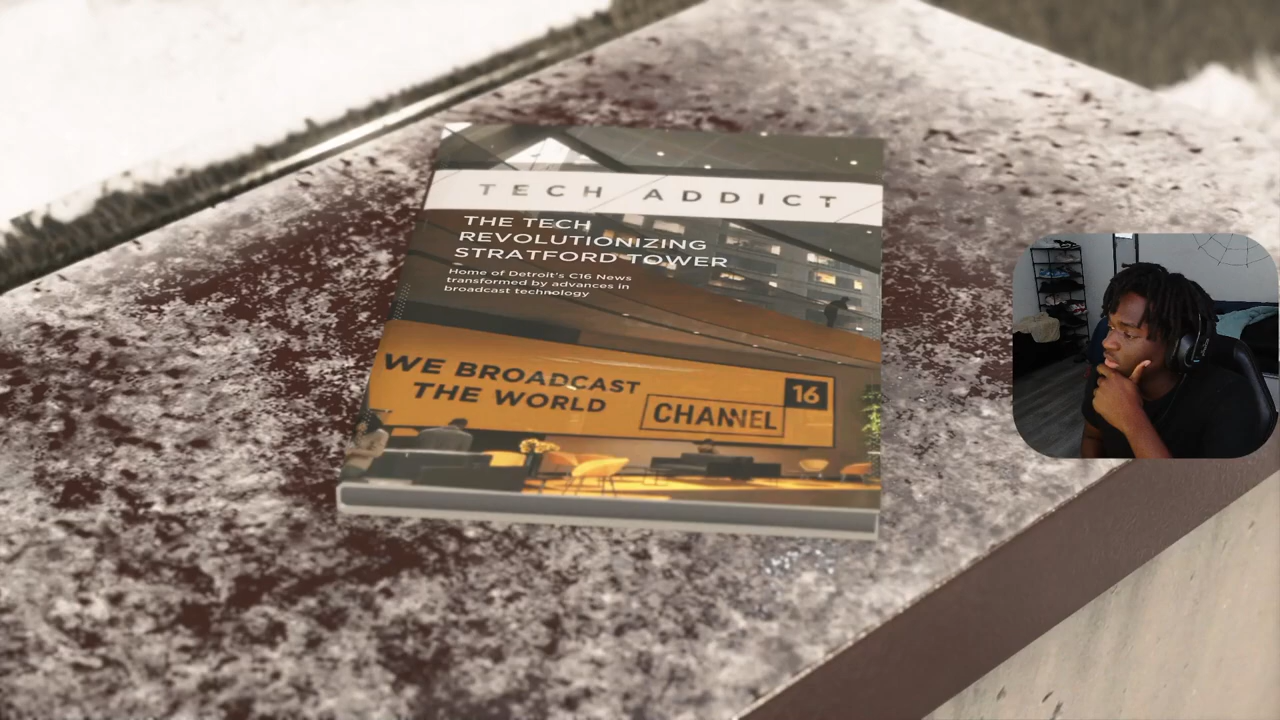 TECH ADDICT
THE TECH
REVOLUTIONIZING
STRATFORD TOWER
Home of Detroit's C16 News
transformed by advances in
broadcast technology
WE BROADCAST
THE WORLD
16
CHANNEL